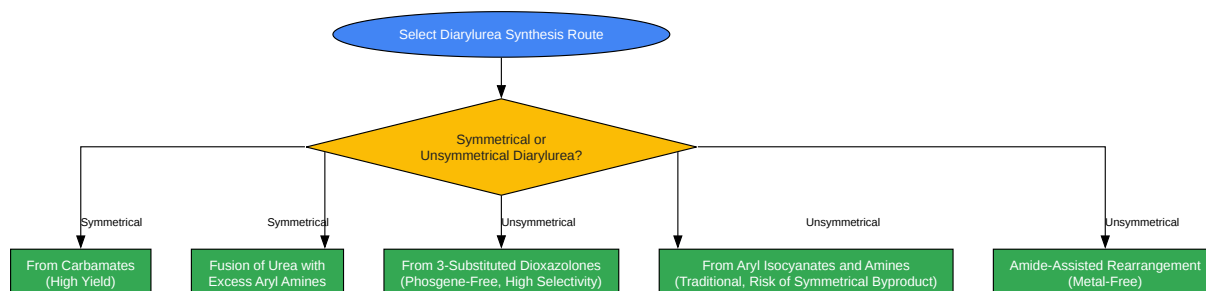 Select Diarylurea Synthesis Route
Symmetrical or
Unsymmetrical Diarylurea?
Symmetrical
Symmetrical
Unsymmetrical
Unsymmetrical
Unsymmetrical
From Carbamates
(High Yield)
Fusion of Urea with
Excess Aryl Amines
From 3-Substituted Dioxazolones
(Phosgene-Free, High Selectivity)
From Aryl Isocyanates and Amines
(Traditional, Risk of Symmetrical Byproduct)
Amide-Assisted Rearrangement
(Metal-Free)